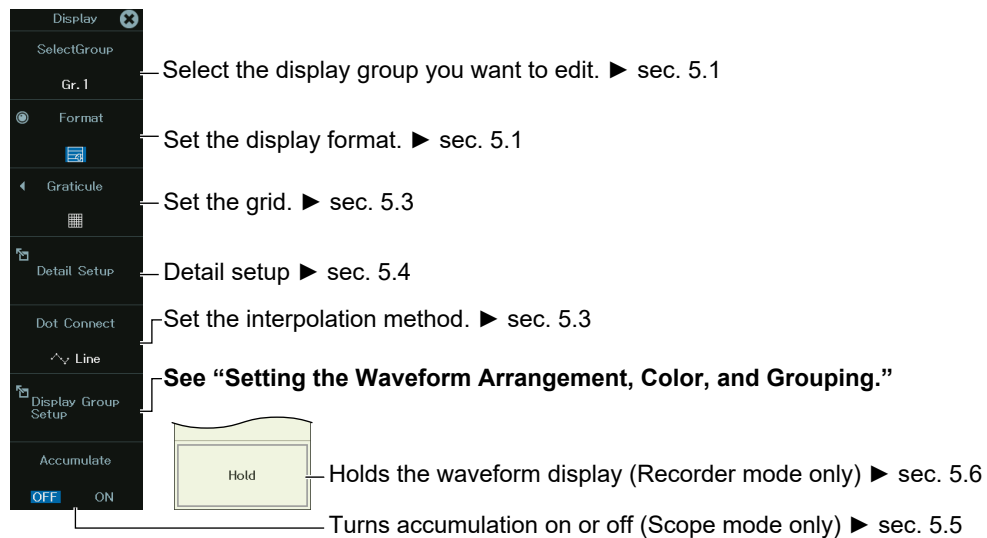 Display
SelectGroup
Gr. 1
Select the display group you want to edit. ► sec. 5.1
Format
Set the display format. ► sec. 5.1
Graticule
Set the grid. ► sec. 5.3
Detail Setup
Detail setup ► sec. 5.4
Dot Connect
Line
Set the interpolation method. ► sec. 5.3
Display Group
Setup
See “Setting the Waveform Arrangement, Color, and Grouping.”
Accumulate
OFF ON
Hold
Holds the waveform display (Recorder mode only) ► sec. 5.6
Turns accumulation on or off (Scope mode only) ► sec. 5.5